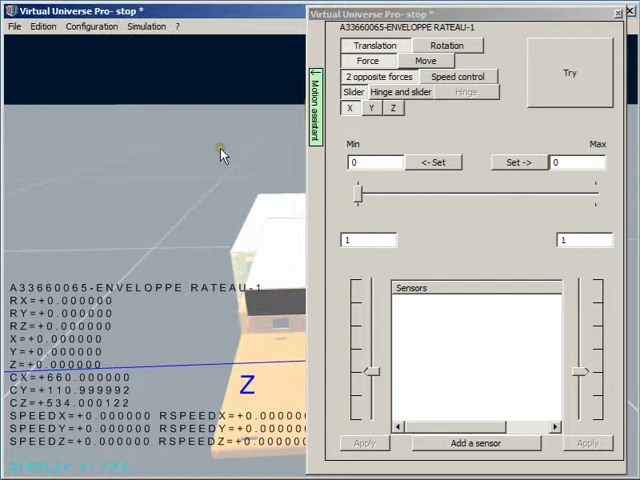 Virtual Universe Pro- stop *
File Edition Configuration Simulation ?
A33660065-ENVELOPPE RATEAU-1
RX=+0.000000
RY=+0.000000
RZ=+0.000000
X=+0.000000
Y=+0.000000
Z=+0.000000
CX=+660.000000
CY=+110.999992
CZ=+534.000122
SPEEDX=+0.000000 RSPEEDX=+0.00000
SPEEDY=+0.000000 RSPEEDY=+0.00000
SPEEDZ=+0.000000 RSPEEDZ=+0.00000
Z
DISPLAY 31 FPS
Virtual Universe Pro- stop *
A33660065-ENVELOPPE RATEAU-1
Translation Rotation
Force Move
2 opposite forces Speed control
Slider Hinge and slider Hinge
X Y Z
Try
Motion assistant
Min Max
0 <- Set Set -> 0
1 1
Sensors
Apply Add a sensor Apply